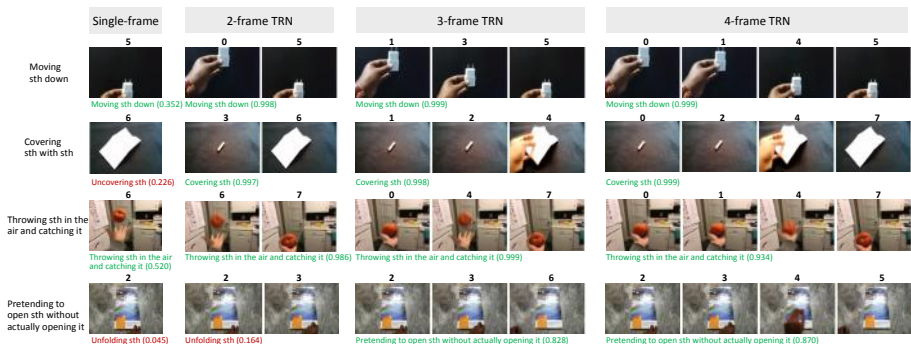 Single-frame 2-frame TRN 3-frame TRN 4-frame TRN
5 0 5 1 3 5 0 1 4 5
Moving
sth down
Moving sth down (0.352) Moving sth down (0.998) Moving sth down (0.999) Moving sth down (0.999)
6 3 6 1 2 4 0 2 4 7
Covering
sth with sth
Uncovering sth (0.226) Covering sth (0.997) Covering sth (0.998) Covering sth (0.999)
6 6 7 0 4 7 0 1 4 7
Throwing sth in the
air and catching it
Throwing sth in the air
and catching it (0.520) Throwing sth in the air and catching it (0.986) Throwing sth in the air and catching it (0.999) Throwing sth in the air and catching it (0.934)
2 2 3 2 3 6 2 3 4 5
Pretending to
open sth without
actually opening it
Unfolding sth (0.045) Unfolding sth (0.164) Pretending to open sth without actually opening it (0.828) Pretending to open sth without actually opening it (0.870)